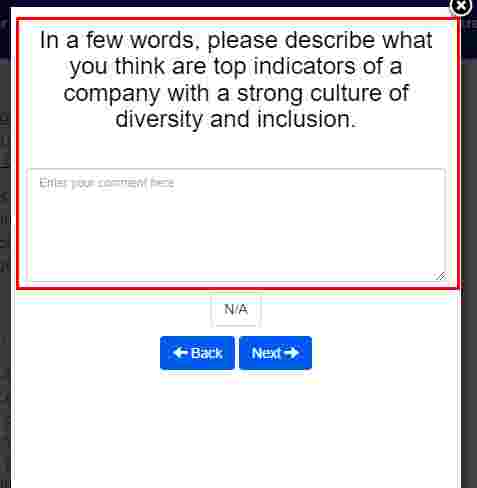 In a few words, please describe what
you think are top indicators of a
company with a strong culture of
diversity and inclusion.
Enter your comment here
N/A
Back
Next